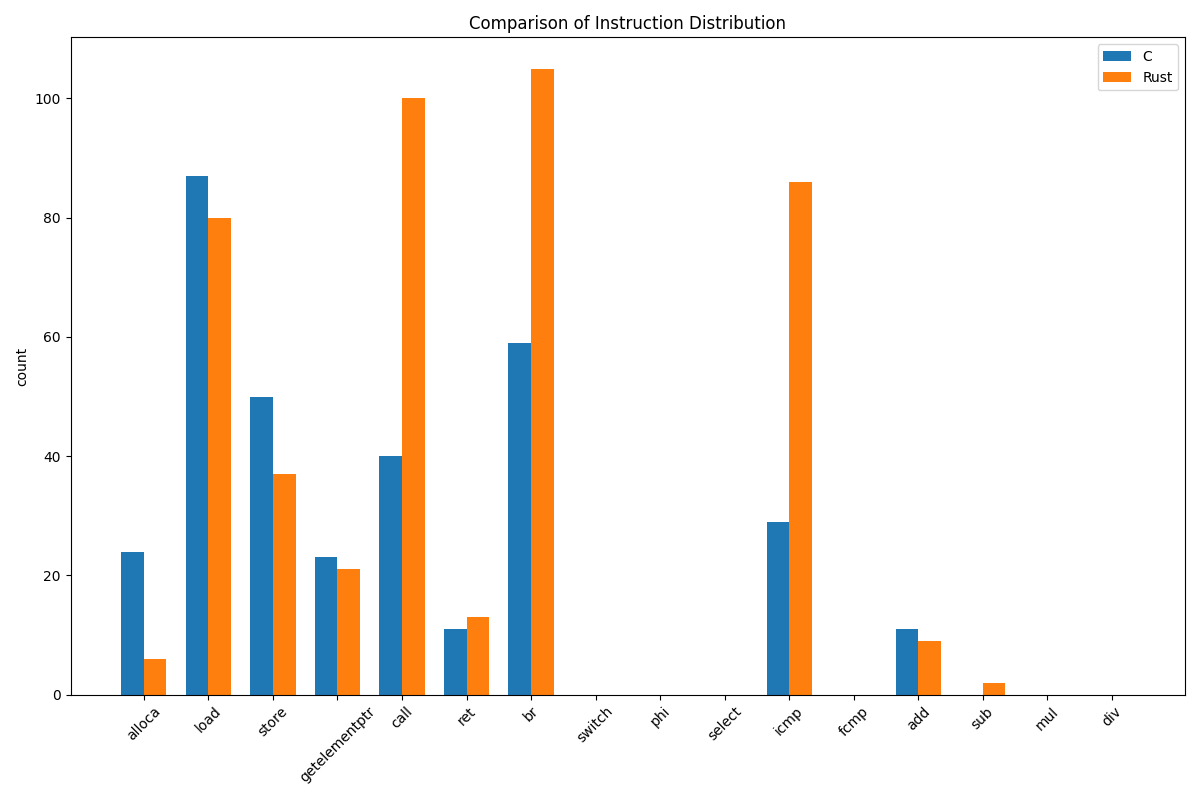 Comparison of Instruction Distribution
C
Rust
count
100
80
60
40
20
0
alloca
load
store
getelementptr
call
ret
br
switch
phi
select
icmp
fcmp
add
sub
mul
div